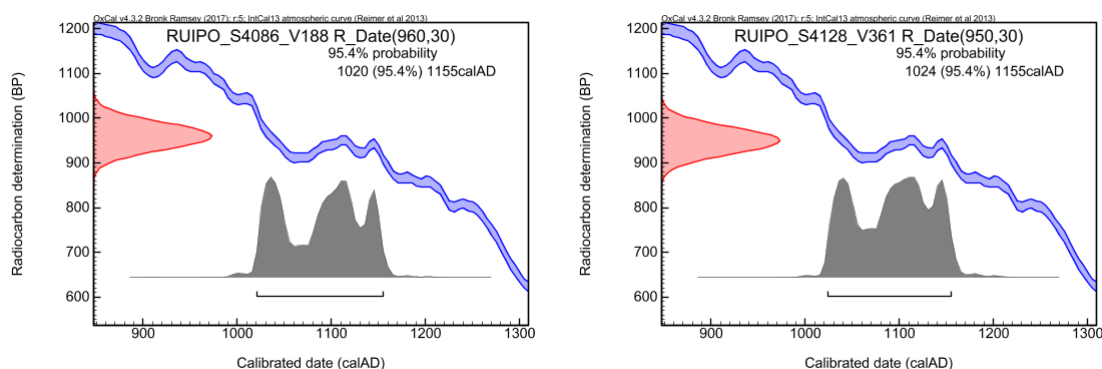 OxCal v4.3.2 Bronk Ramsey (2017); r:5; IntCal13 atmospheric curve (Reimer et al 2013)
RUIPO_S4086_V188 R_Date(960,30)
95.4% probability
1020 (95.4%) 1155calAD
Radiocarbon determination (BP)
1200
1100
1000
900
800
700
600
900
1000
1100
1200
1300
Calibrated date (calAD)
OxCal v4.3.2 Bronk Ramsey (2017); r:5; IntCal13 atmospheric curve (Reimer et al 2013)
RUIPO_S4128_V361 R_Date(950,30)
95.4% probability
1024 (95.4%) 1155calAD
Radiocarbon determination (BP)
1200
1100
1000
900
800
700
600
900
1000
1100
1200
1300
Calibrated date (calAD)